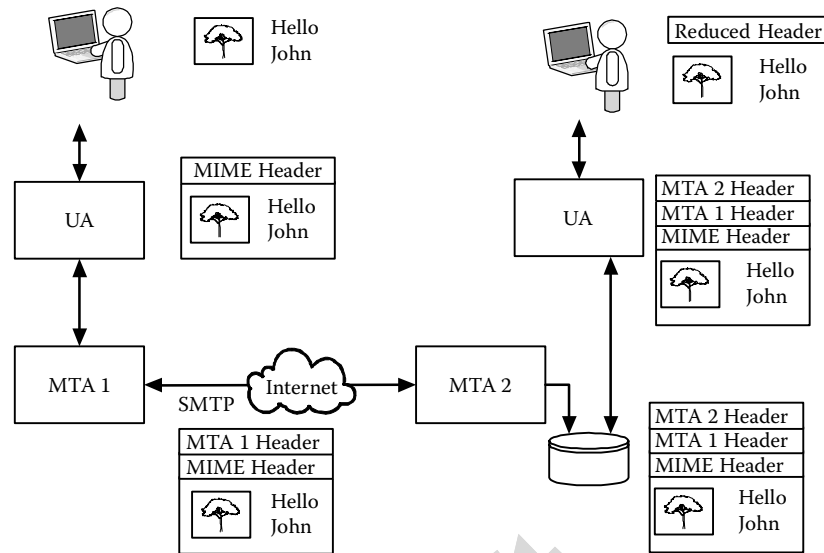 Hello
John
Reduced Header
Hello
John
MIME Header
Hello
John
UA
UA
MTA 2 Header
MTA 1 Header
MIME Header
Hello
John
MTA 1
SMTP
Internet
MTA 2
MTA 1 Header
MIME Header
Hello
John
MTA 2 Header
MTA 1 Header
MIME Header
Hello
John